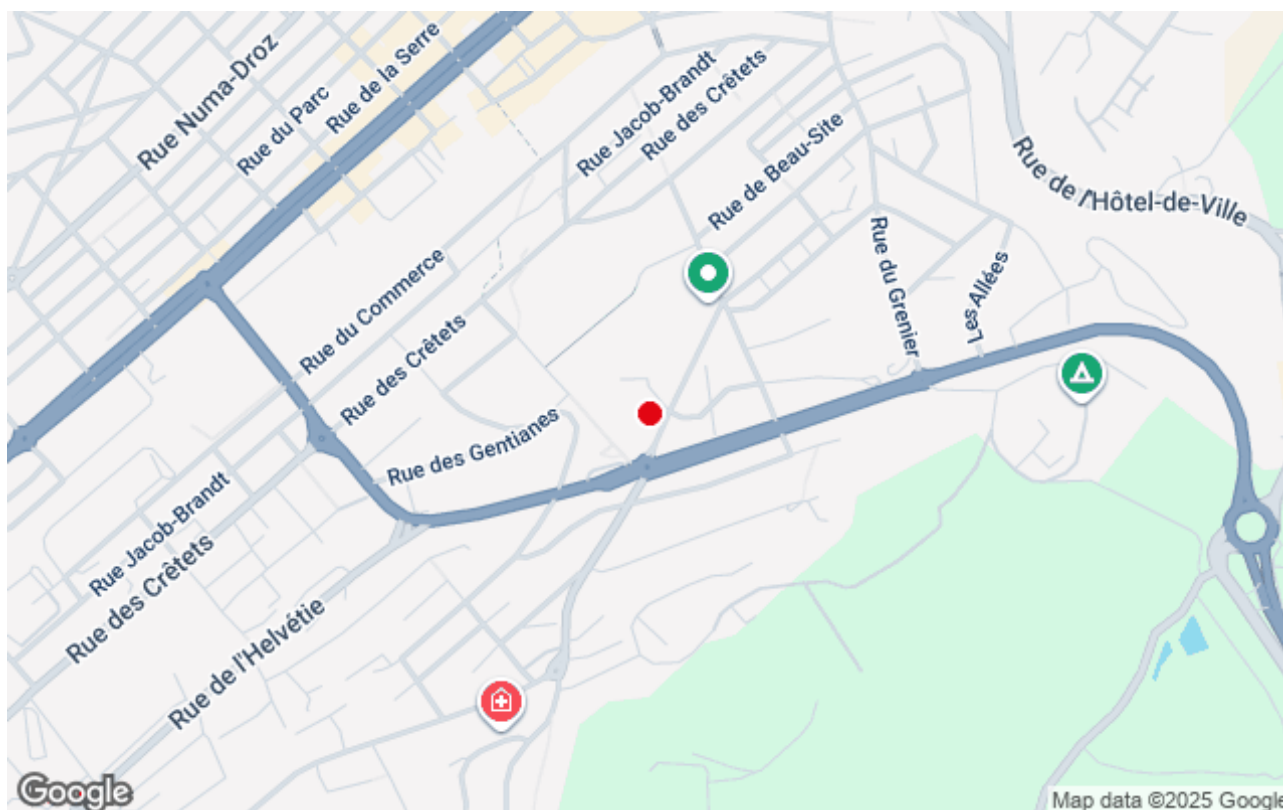 Rue Numa-Droz
Rue du Parc
Rue de la Serre
Rue Jacob-Brandt
Rue des Crêtets
Rue de Beau-Site
Rue de l'Hôtel-de-Ville
Rue du Grenier
Les Allées
Rue du Commerce
Rue des Crêtets
Rue des Gentianes
Rue Jacob-Brandt
Rue des Crêtets
Rue de l'Helvétie
Google
Map data ©2025 Google